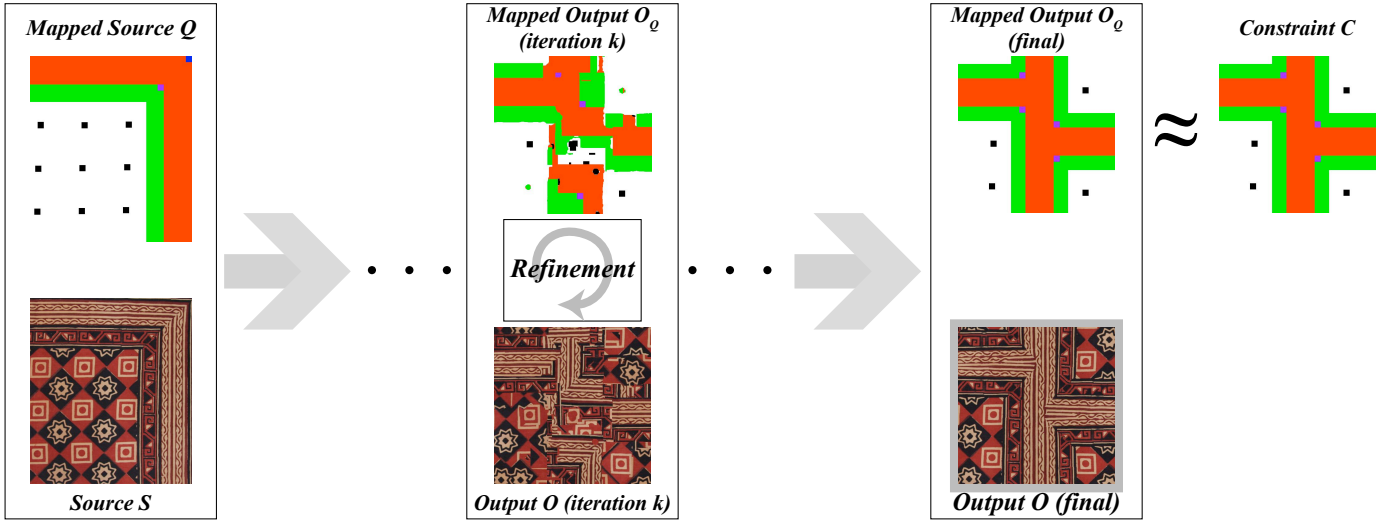 Mapped Source Q
Source S
Mapped Output O_Q
(iteration k)
Refinement
Output O (iteration k)
Mapped Output O_Q
(final)
Output O (final)
≈
Constraint C